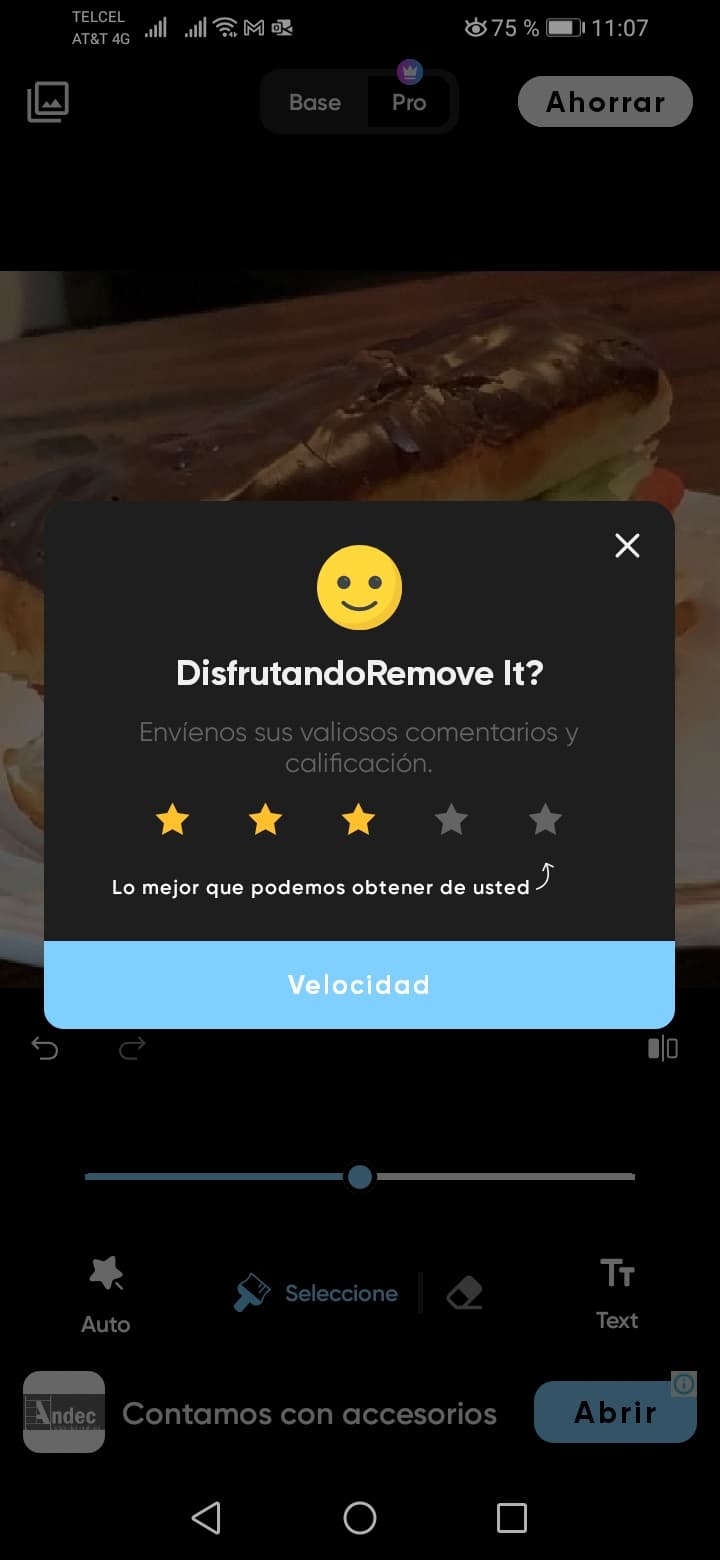 TELCEL
AT&T 4G
75 %
11:07
Base
Pro
Ahorrar
DisfrutandoRemove It?
Envíenos sus valiosos comentarios y
calificación.
Lo mejor que podemos obtener de usted
Velocidad
Auto
Seleccione
Text
Andec
Contamos con accesorios
Abrir